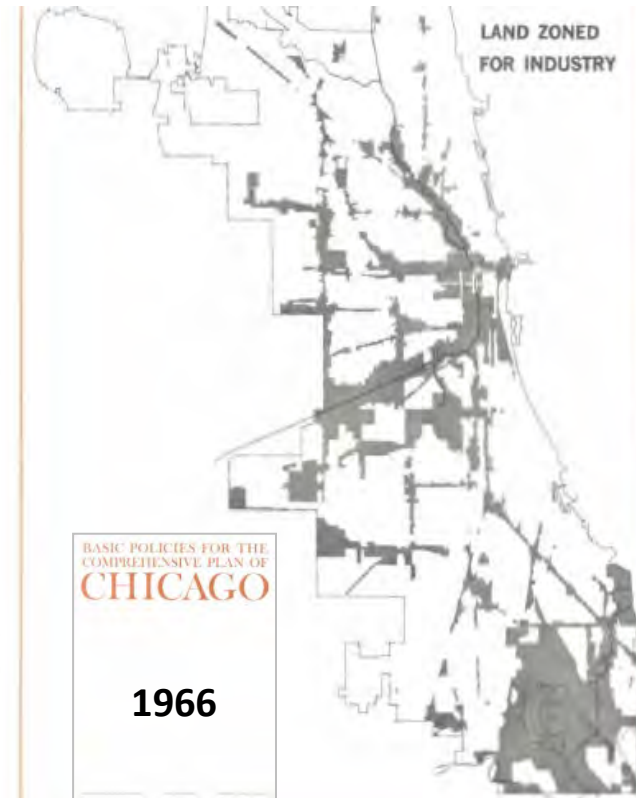 LAND ZONED
FOR INDUSTRY
BASIC POLICIES FOR THE
COMPREHENSIVE PLAN OF
CHICAGO
1966